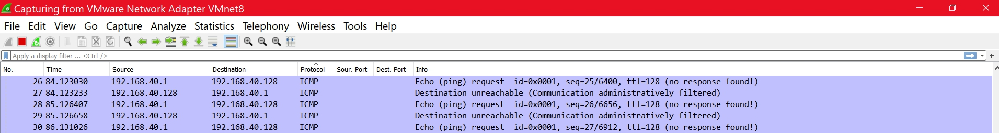 Capturing from VMware Network Adapter VMnet8
File Edit View Go Capture Analyze Statistics Telephony Wireless Tools Help
Apply a display filter ... <Ctrl-/>
No. Time Source Destination Protocol Sour. Port Dest. Port Info
26 84.123030 192.168.40.1 192.168.40.128 ICMP Echo (ping) request id=0x0001, seq=25/6400, ttl=128 (no response found!)
27 84.123233 192.168.40.128 192.168.40.1 ICMP Destination unreachable (Communication administratively filtered)
28 85.126407 192.168.40.1 192.168.40.128 ICMP Echo (ping) request id=0x0001, seq=26/6656, ttl=128 (no response found!)
29 85.126658 192.168.40.128 192.168.40.1 ICMP Destination unreachable (Communication administratively filtered)
30 86.131026 192.168.40.1 192.168.40.128 ICMP Echo (ping) request id=0x0001, seq=27/6912, ttl=128 (no response found!)